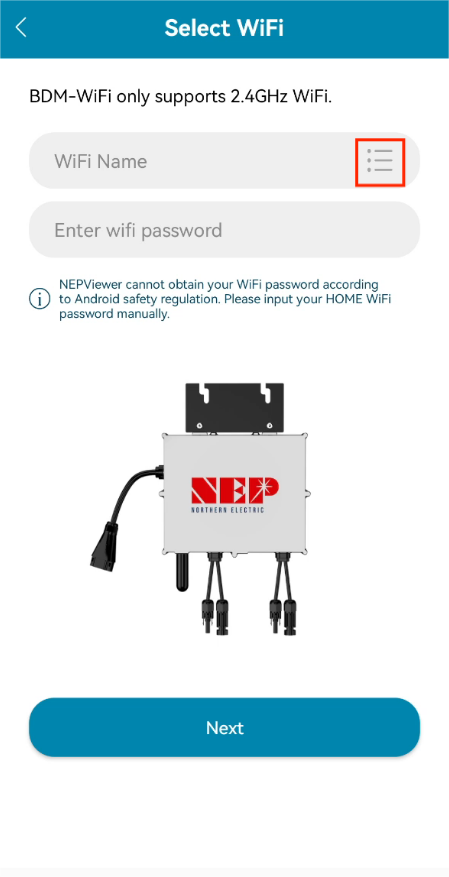 Select WiFi
BDM-WiFi only supports 2.4GHz WiFi.
WiFi Name
Enter wifi password
NEPViewer cannot obtain your WiFi password according
to Android safety regulation. Please input your HOME WiFi
password manually.
NEP
NORTHERN ELECTRIC
Next